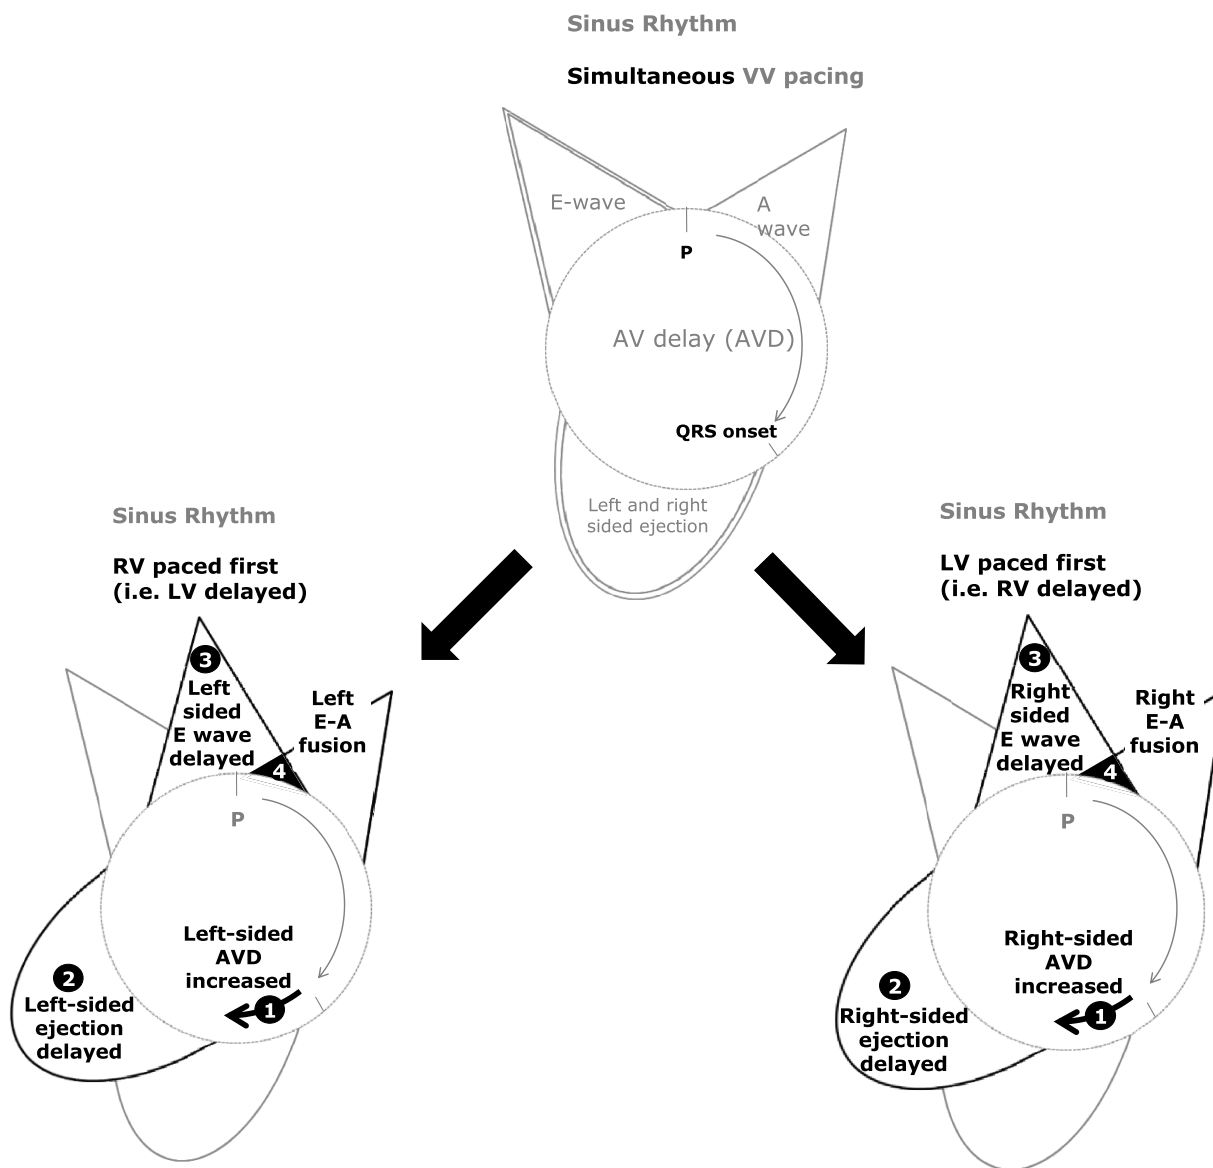 Sinus Rhythm
Simultaneous VV pacing
E-wave
A
wave
P
AV delay (AVD)
QRS onset
Left and right
sided ejection
Sinus Rhythm
RV paced first
(i.e. LV delayed)
3
Left
sided
E wave
delayed
Left
E-A
fusion
4
P
Left-sided
AVD
increased
1
2
Left-sided
ejection
delayed
Sinus Rhythm
LV paced first
(i.e. RV delayed)
3
Right
sided
E wave
delayed
Right
E-A
fusion
4
P
Right-sided
AVD
increased
1
2
Right-sided
ejection
delayed